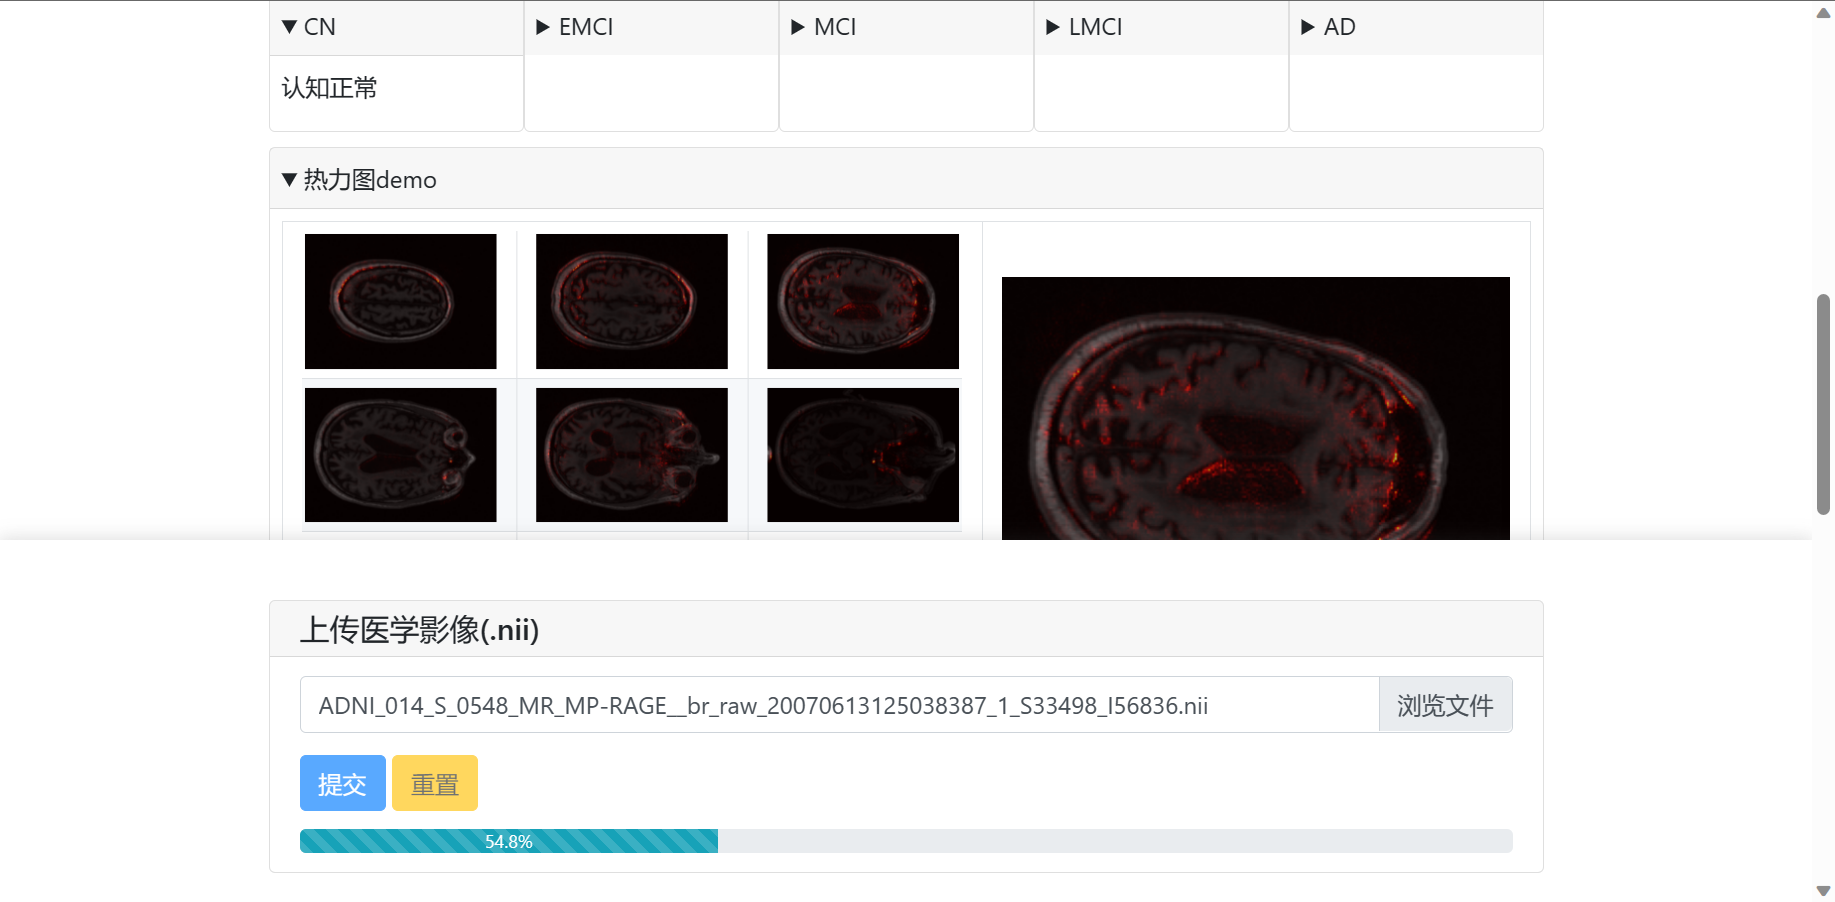 ▼ CN ▶ EMCI ▶ MCI ▶ LMCI ▶ AD
认知正常
▼ 热力图demo
上传医学影像(.nii)
ADNI_014_S_0548_MR_MP-RAGE__br_raw_20070613125038387_1_S33498_I56836.nii 浏览文件
提交 重置
54.8%